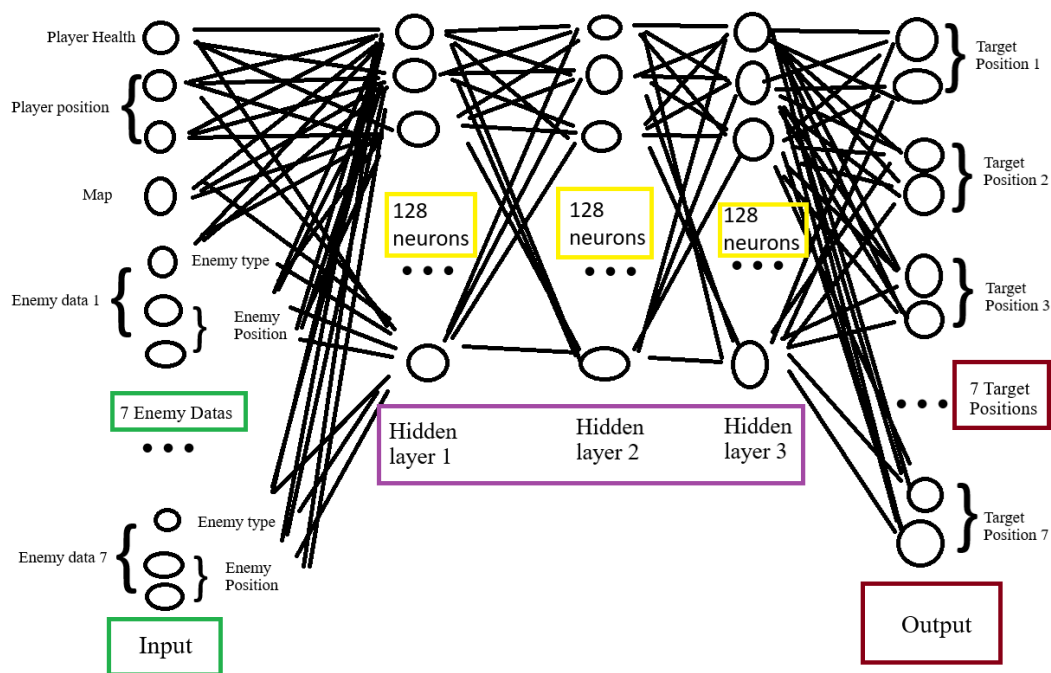 Player Health
Player position
Map
Enemy type
Enemy data 1
Enemy
Position
7 Enemy Datas
Enemy type
Enemy data 7
Enemy
Position
Input
128
neurons
128
neurons
128
neurons
Hidden
layer 1
Hidden
layer 2
Hidden
layer 3
Target
Position 1
Target
Position 2
Target
Position 3
7 Target
Positions
Target
Position 7
Output